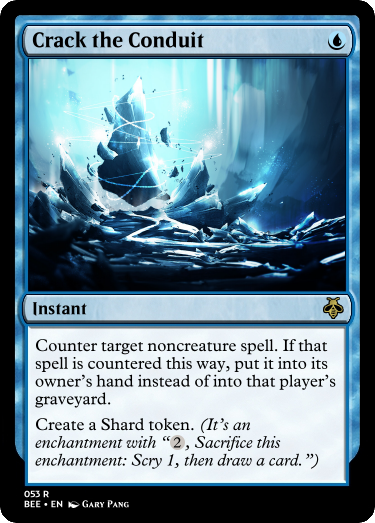 Crack the Conduit
Instant
Counter target noncreature spell. If that
spell is countered this way, put it into its
owner's hand instead of into that player's
graveyard.
Create a Shard token. (It's an
enchantment with “2, Sacrifice this
enchantment: Scry 1, then draw a card.”)
053 R
BEE • EN Gary Pang